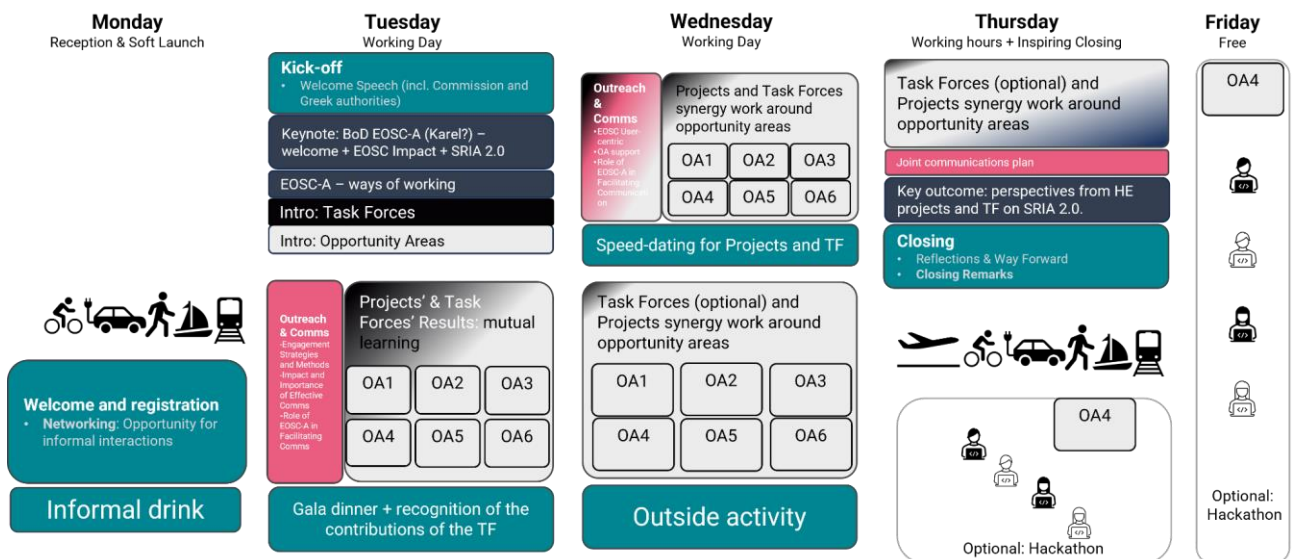 Monday
Reception & Soft Launch
Welcome and registration
• Networking: Opportunity for
informal interactions
Informal drink
Tuesday
Working Day
Kick-off
• Welcome Speech (incl. Commission and
Greek authorities)
Keynote: BoD EOSC-A (Karel?) –
welcome + EOSC Impact + SRIA 2.0
EOSC-A – ways of working
Intro: Task Forces
Intro: Opportunity Areas
Outreach
& Comms
-Engagement
Strategies
and Methods
-Impact and
Importance
of Effective
Comms
-Role of
EOSC-A in
Facilitating
Comms
Projects' & Task
Forces' Results: mutual
learning
OA1 OA2 OA3
OA4 OA5 OA6
Gala dinner + recognition of the
contributions of the TF
Wednesday
Working Day
Outreach
&
Comms
•EOSC User-
centric
•OA support
•Role of
EOSC-A in
Facilitating
Communicati
on
Projects and Task Forces
synergy work around
opportunity areas
OA1 OA2 OA3
OA4 OA5 OA6
Speed-dating for Projects and TF
Task Forces (optional) and
Projects synergy work around
opportunity areas
OA1 OA2 OA3
OA4 OA5 OA6
Outside activity
Thursday
Working hours + Inspiring Closing
Task Forces (optional) and
Projects synergy work around
opportunity areas
Joint communications plan
Key outcome: perspectives from HE
projects and TF on SRIA 2.0.
Closing
• Reflections & Way Forward
• Closing Remarks
OA4
Optional: Hackathon
Friday
Free
OA4
Optional:
Hackathon